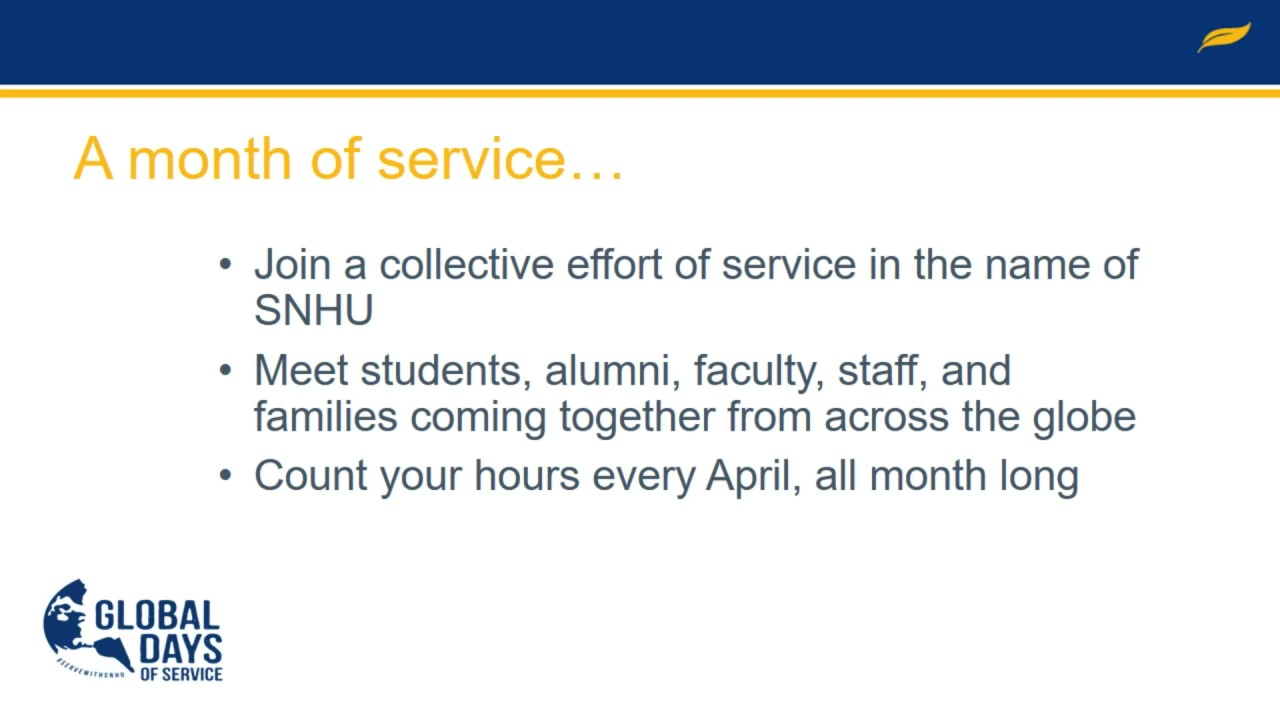 A month of service…
• Join a collective effort of service in the name of
SNHU
• Meet students, alumni, faculty, staff, and
families coming together from across the globe
• Count your hours every April, all month long
GLOBAL
DAYS
OF SERVICE
#SERVEWITHSNHU